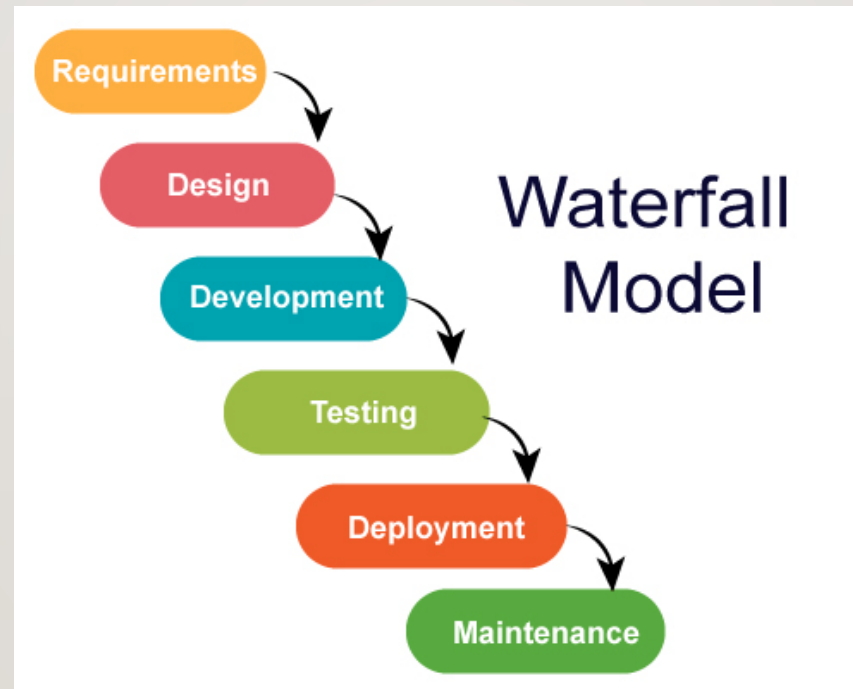 Requirements
Design
Waterfall
Model
Development
Testing
Deployment
Maintenance